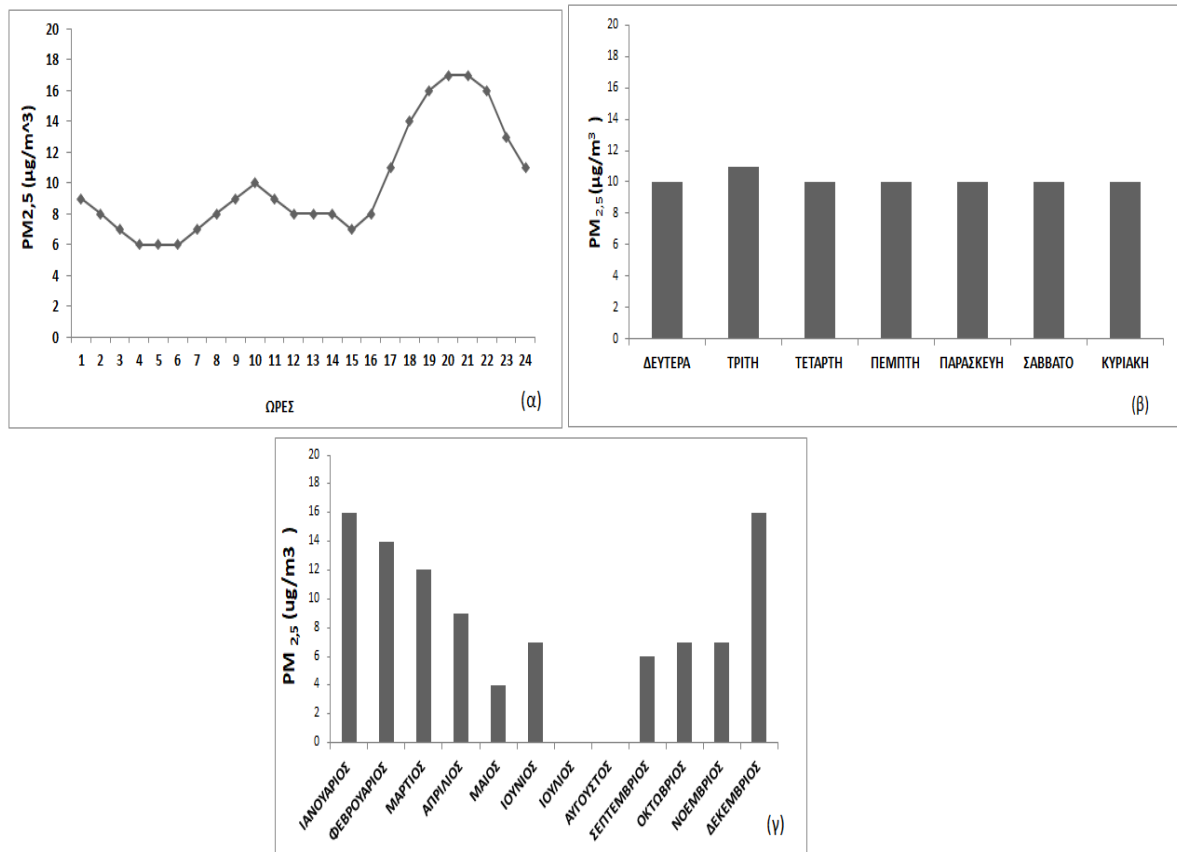 20
18
16
14
12
10
8
6
4
2
0
PM2,5 (μg/m^3)
1 2 3 4 5 6 7 8 9 10 11 12 13 14 15 16 17 18 19 20 21 22 23 24
ΩΡΕΣ
(α)
20
18
16
14
12
10
8
6
4
2
0
PM 2,5 (μg/m³ )
ΔΕΥΤΕΡΑ ΤΡΙΤΗ ΤΕΤΑΡΤΗ ΠΕΜΠΤΗ ΠΑΡΑΣΚΕΥΗ ΣΑΒΒΑΤΟ ΚΥΡΙΑΚΗ
(β)
20
18
16
14
12
10
8
6
4
2
0
PM 2,5 (ug/m3 )
ΙΑΝΟΥΑΡΙΟΣ
ΦΕΒΡΟΥΑΡΙΟΣ
ΜΑΡΤΙΟΣ
ΑΠΡΙΛΙΟΣ
ΜΑΙΟΣ
ΙΟΥΝΙΟΣ
ΙΟΥΛΙΟΣ
ΑΥΓΟΥΣΤΟΣ
ΣΕΠΤΕΜΒΡΙΟΣ
ΟΚΤΩΒΡΙΟΣ
ΝΟΕΜΒΡΙΟΣ
ΔΕΚΕΜΒΡΙΟΣ
(γ)